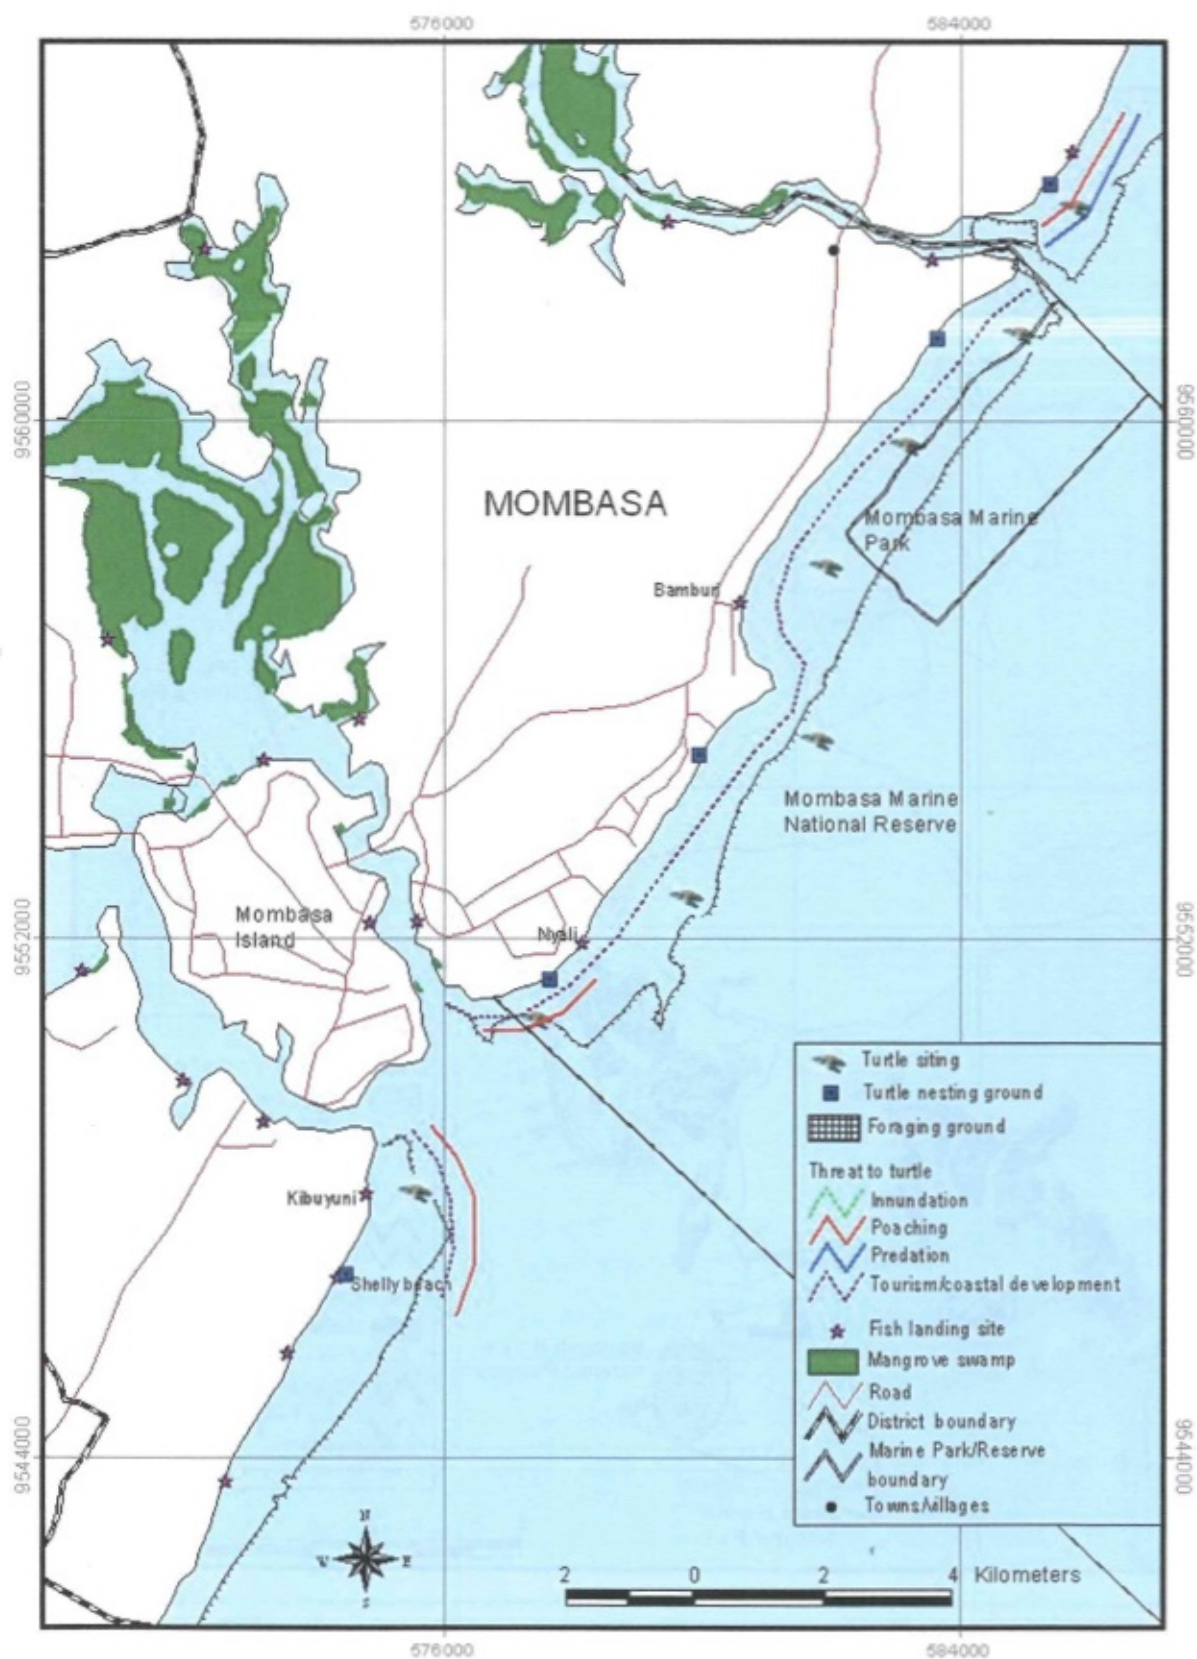 576000
584000
9560000
9560000
MOMBASA
Mombasa Marine
Park
Bamburi
Mombasa Marine
National Reserve
Mombasa
Island
Nyali
9552000
9552000
Kibuyuni
Shelly beach
Turtle siting
Turtle nesting ground
Foraging ground
Threat to turtle
Innundation
Poaching
Predation
Tourism/coastal development
Fish landing site
Mangrove swamp
Road
District boundary
Marine Park/Reserve
boundary
Towns/villages
9544000
9544000
N
W E
S
2 0 2 4 Kilometers
576000
584000